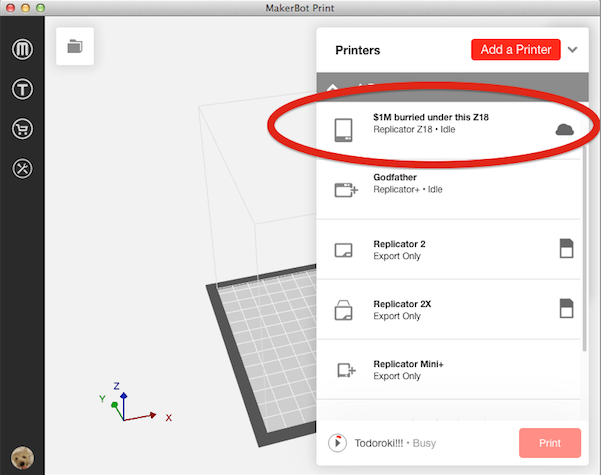 MakerBot Print
Printers
Add a Printer
$1M burried under this Z18
Replicator Z18 • Idle
Godfather
Replicator+ • Idle
Replicator 2
Export Only
Replicator 2X
Export Only
Replicator Mini+
Export Only
Todoroki!!! • Busy
Print
Z
Y
X
M
T